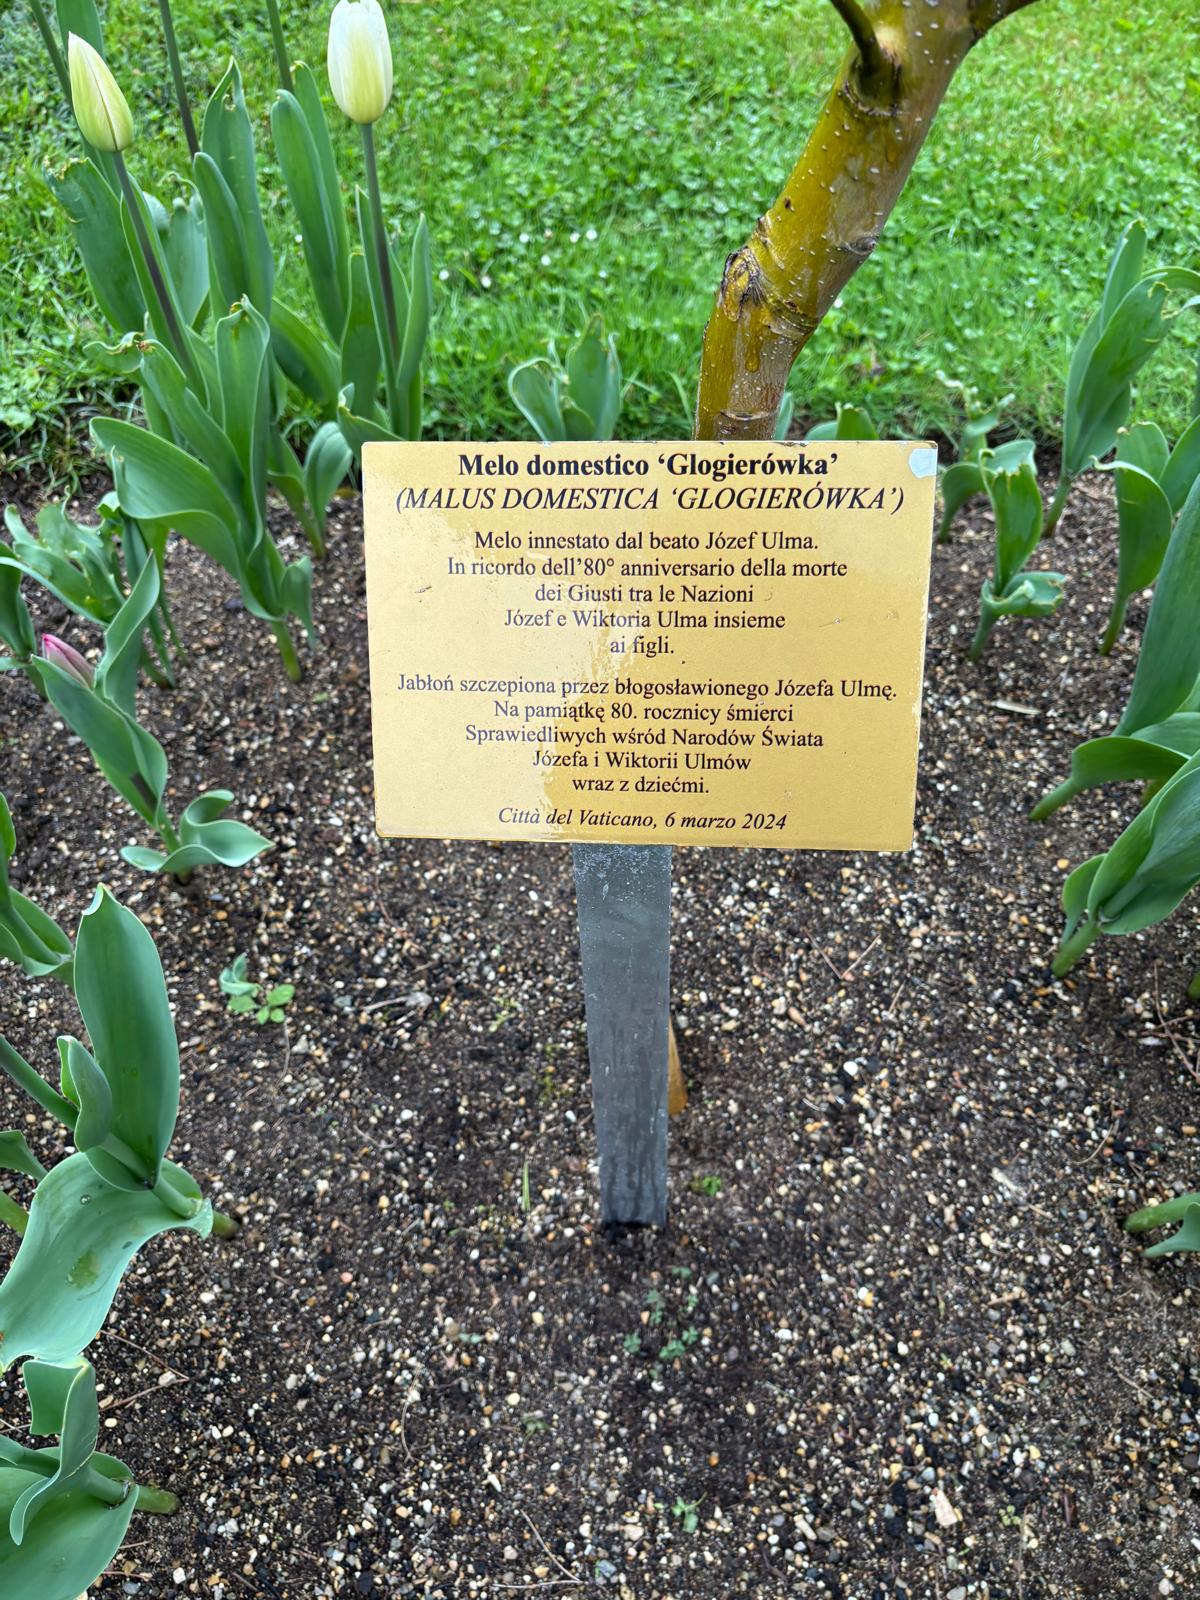 Melo domestico ‘Glogierówka’
(MALUS DOMESTICA ‘GLOGIERÓWKA’)
Melo innestato dal beato Józef Ulma.
In ricordo dell’80° anniversario della morte
dei Giusti tra le Nazioni
Józef e Wiktoria Ulma insieme
ai figli.
Jabłoń szczepiona przez błogosławionego Józefa Ulmę.
Na pamiątkę 80. rocznicy śmierci
Sprawiedliwych wśród Narodów Świata
Józefa i Wiktorii Ulmów
wraz z dziećmi.
Città del Vaticano, 6 marzo 2024